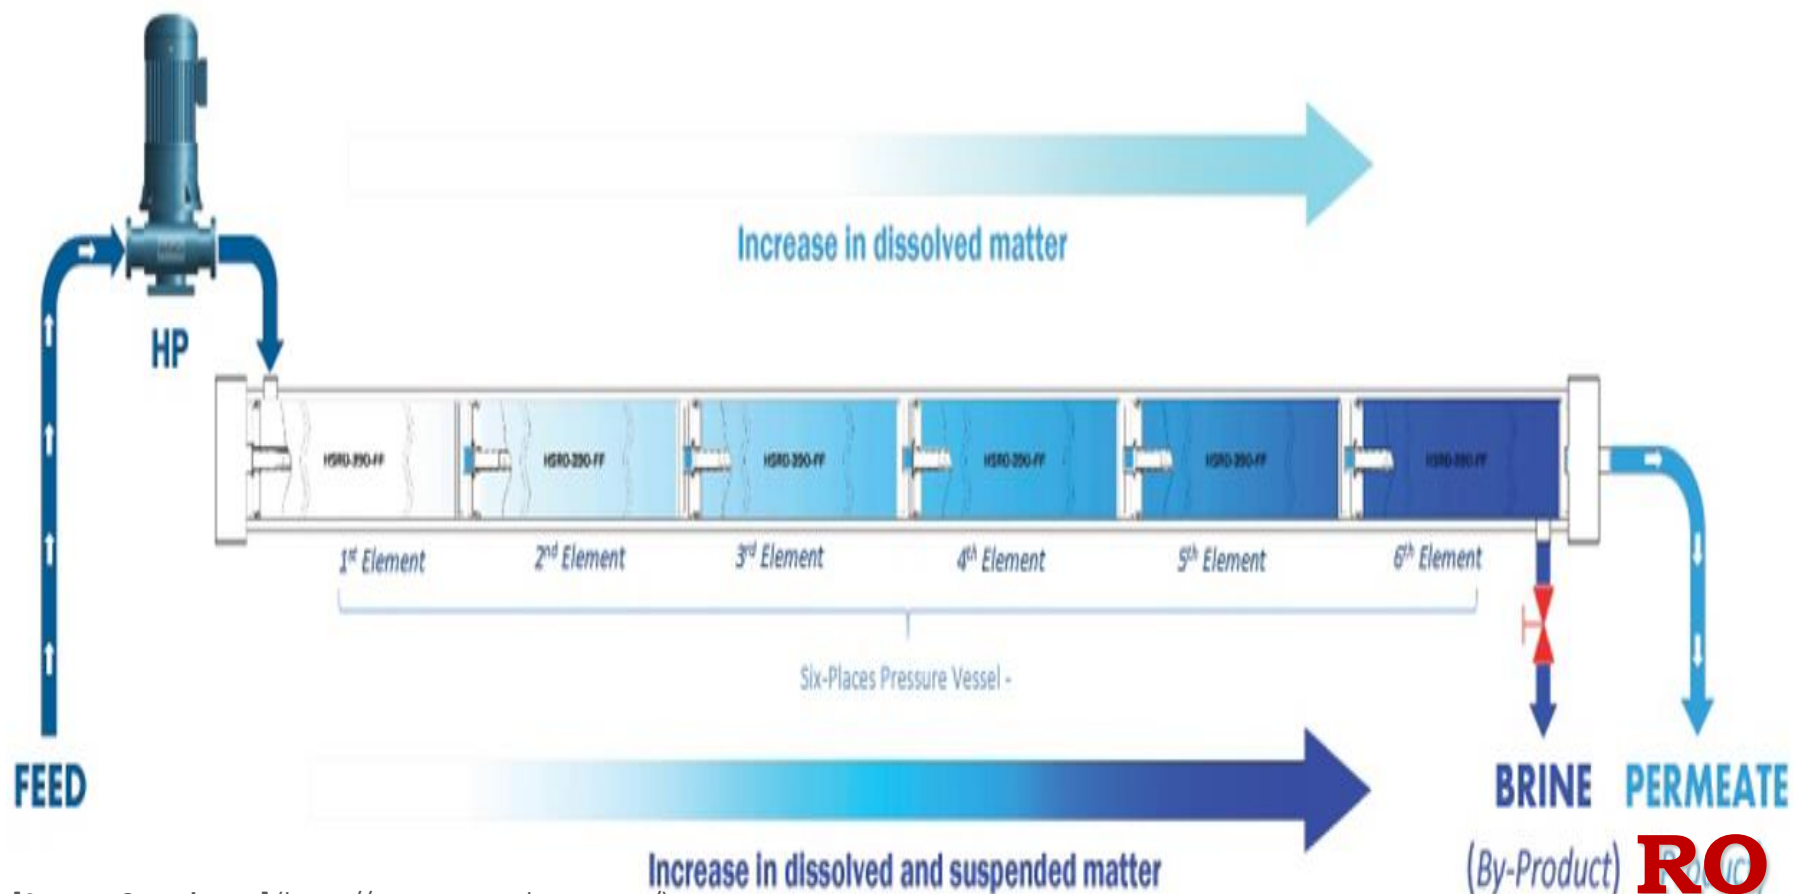 Increase in dissolved matter
HP
HSRO-390-FF HSRO-390-FF HSRO-390-FF HSRO-390-FF HSRO-390-FF HSRO-390-FF
1st Element 2nd Element 3rd Element 4th Element 5th Element 6th Element
Six-Places Pressure Vessel -
FEED
BRINE PERMEATE
Increase in dissolved and suspended matter
(By-Product) RO